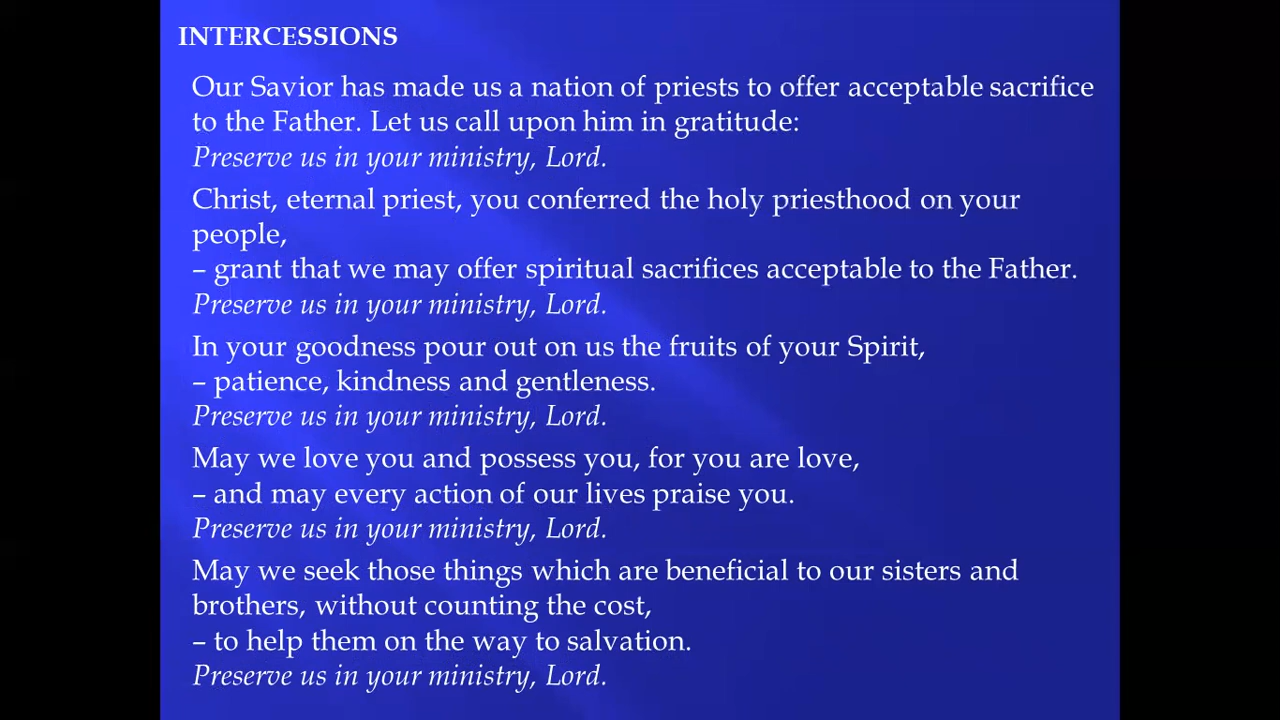 INTERCESSIONS
Our Savior has made us a nation of priests to offer acceptable sacrifice
to the Father. Let us call upon him in gratitude:
Preserve us in your ministry, Lord.
Christ, eternal priest, you conferred the holy priesthood on your
people,
– grant that we may offer spiritual sacrifices acceptable to the Father.
Preserve us in your ministry, Lord.
In your goodness pour out on us the fruits of your Spirit,
– patience, kindness and gentleness.
Preserve us in your ministry, Lord.
May we love you and possess you, for you are love,
– and may every action of our lives praise you.
Preserve us in your ministry, Lord.
May we seek those things which are beneficial to our sisters and
brothers, without counting the cost,
– to help them on the way to salvation.
Preserve us in your ministry, Lord.